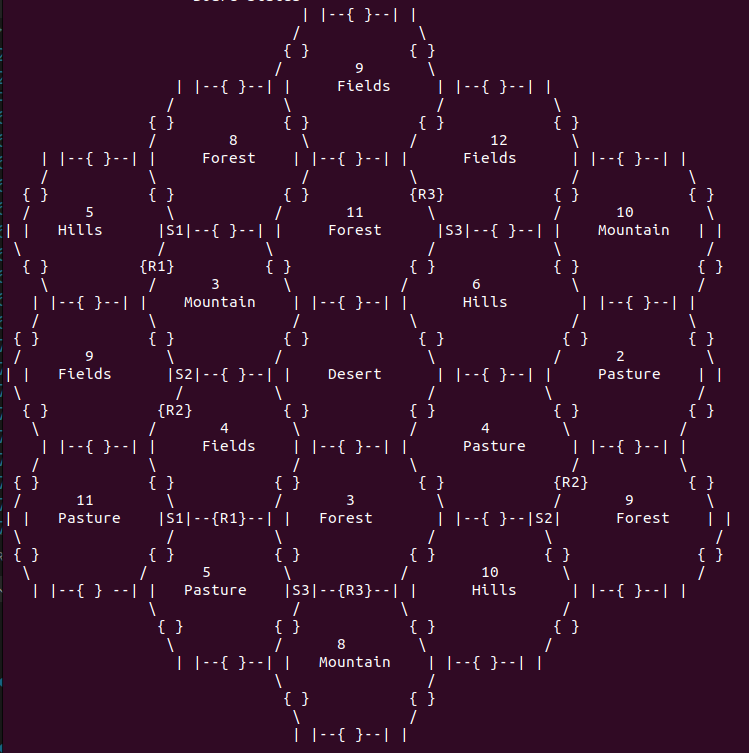 | |--{ }--| |
/ \
{ } { }
/ 9 \
| |--{ }--| | Fields | |--{ }--| |
/ \ / \
{ } { } { } { }
/ 8 \ / 12 \
| |--{ }--| | Forest | |--{ }--| | Fields | |--{ }--| |
/ \ / \ / \
{ } { } { } {R3} { } { }
/ 5 \ / 11 \ / 10 \
| | Hills |S1|--{ }--| | Forest |S3|--{ }--| | Mountain | |
\ / \ / \ /
{ } {R1} { } { } { } { }
\ / 3 \ / 6 \ /
| |--{ }--| | Mountain | |--{ }--| | Hills | |--{ }--| |
/ \ / \ / \
{ } { } { } { } { } { }
/ 9 \ / \ / 2 \
| | Fields |S2|--{ }--| | Desert | |--{ }--| | Pasture | |
\ / \ / \ /
{ } {R2} { } { } { } { }
\ / 4 \ / 4 \ /
| |--{ }--| | Fields | |--{ }--| | Pasture | |--{ }--| |
/ \ / \ / \
{ } { } { } { } {R2} { }
/ 11 \ / 3 \ / 9 \
| | Pasture |S1|--{R1}--| | Forest | |--{ }--|S2| Forest | |
\ / \ / \ /
{ } { } { } { } { } { }
\ / 5 \ / 10 \ /
| |--{ } --| | Pasture |S3|--{R3}--| | Hills | |--{ }--| |
\ / \ /
{ } { } { } { }
\ / 8 \ /
| |--{ }--| | Mountain | |--{ }--| |
\ /
{ } { }
\ /
| |--{ }--| |